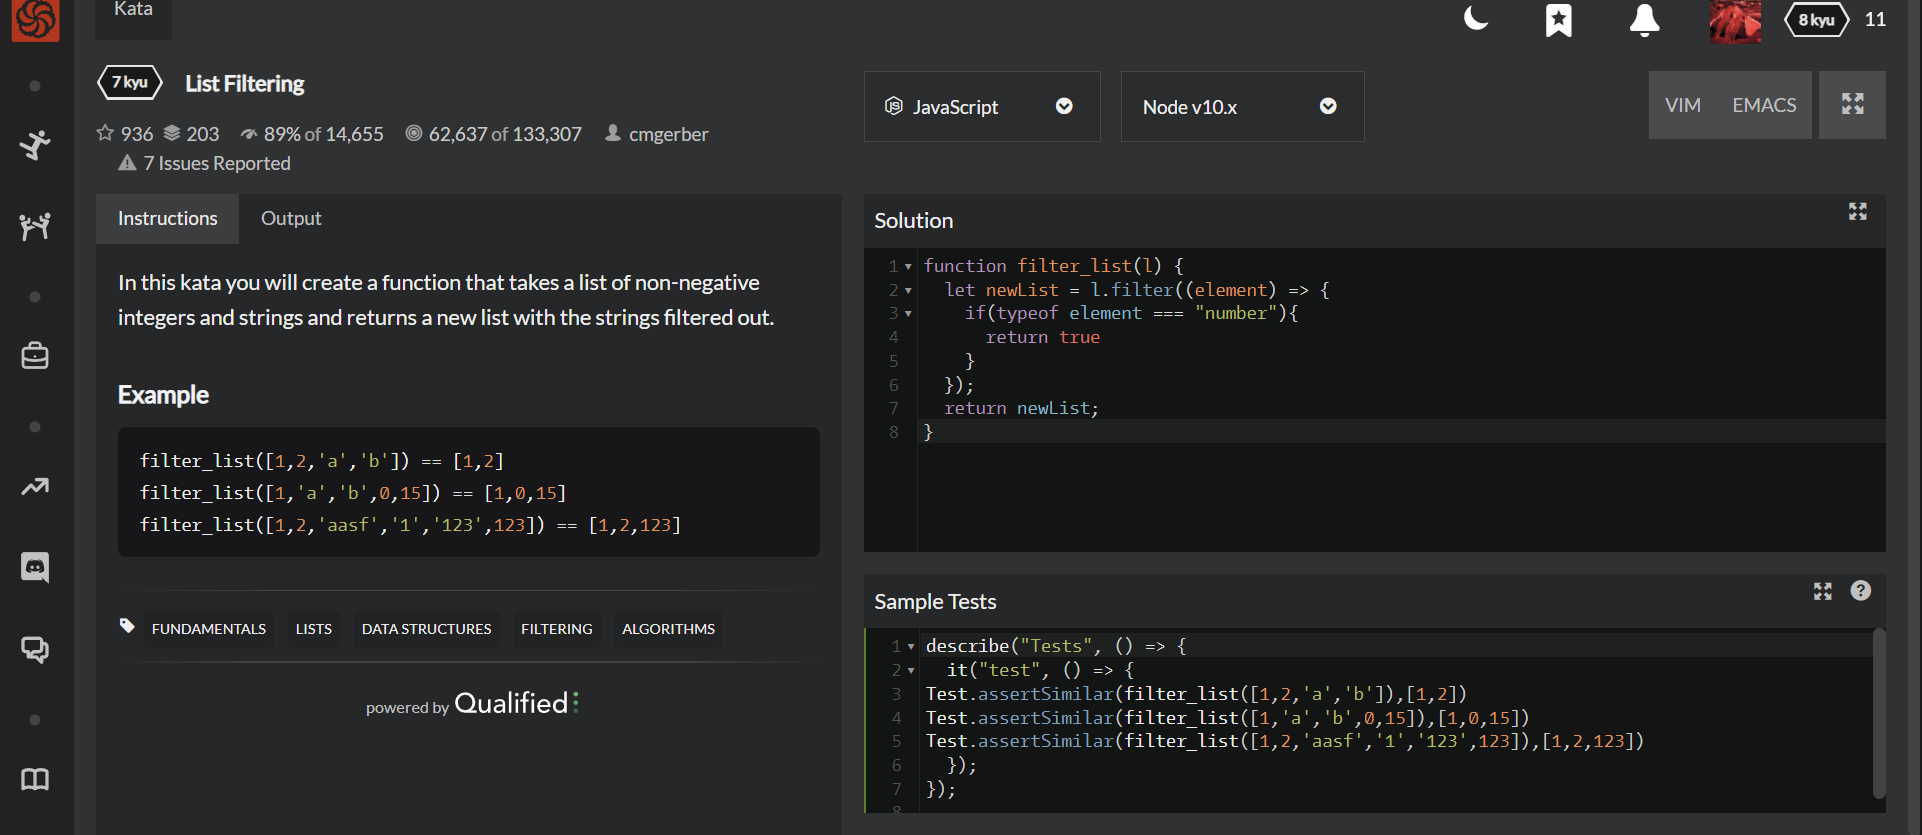 Kata
8 kyu 11
7 kyu List Filtering
936 203 89% of 14,655 62,637 of 133,307 cmgerber
7 Issues Reported
JavaScript
Node v10.x
VIM EMACS
Instructions Output
In this kata you will create a function that takes a list of non-negative
integers and strings and returns a new list with the strings filtered out.
Example
filter_list([1,2,'a','b']) == [1,2]
filter_list([1,'a','b',0,15]) == [1,0,15]
filter_list([1,2,'aasf','1','123',123]) == [1,2,123]
FUNDAMENTALS LISTS DATA STRUCTURES FILTERING ALGORITHMS
powered by Qualified
Solution
1 function filter_list(l) {
2 let newList = l.filter((element) => {
3 if(typeof element === "number"){
4 return true
5 }
6 });
7 return newList;
8 }
Sample Tests
1 describe("Tests", () => {
2 it("test", () => {
3 Test.assertSimilar(filter_list([1,2,'a','b']),[1,2])
4 Test.assertSimilar(filter_list([1,'a','b',0,15]),[1,0,15])
5 Test.assertSimilar(filter_list([1,2,'aasf','1','123',123]),[1,2,123])
6 });
7 });
8